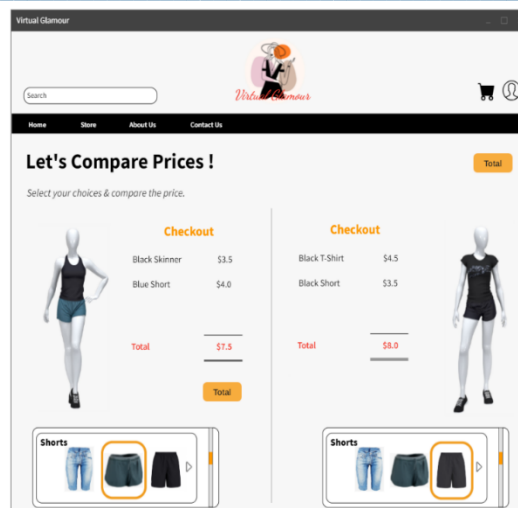 Virtual Glamour
Virtual Glamour
Search
Home Store About Us Contact Us
Let's Compare Prices !
Total
Select your choices & compare the price.
Checkout
Black Skinner $3.5
Blue Short $4.0
Total $7.5
Total
Shorts
Checkout
Black T-Shirt $4.5
Black Short $3.5
Total $8.0
Shorts